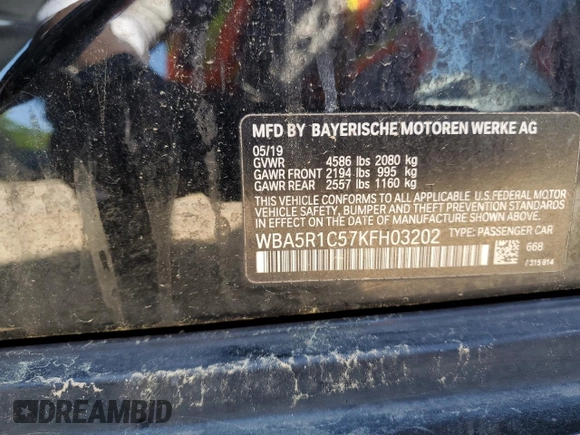 MFD BY BAYERISCHE MOTOREN WERKE AG
05/19
GVWR 4586 lbs 2080 kg
GAWR FRONT 2194 lbs 995 kg
GAWR REAR 2557 lbs 1160 kg
THIS VEHICLE CONFORMS TO ALL APPLICABLE U.S. FEDERAL MOTOR
VEHICLE SAFETY, BUMPER AND THEFT PREVENTION STANDARDS
IN EFFECT ON THE DATE OF MANUFACTURE SHOWN ABOVE.
WBA5R1C57KFH03202 TYPE: PASSENGER CAR
668
/315814
DREAMBID